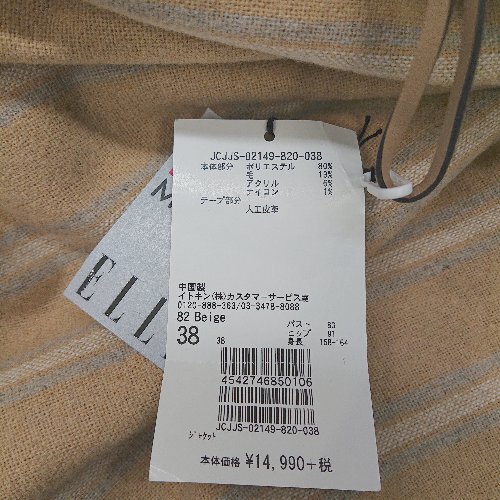 JCJJS-02149-820-038
本体部分 ポリエステル 80%
毛 13%
アクリル 6%
ナイロン 1%
テープ部分
人工皮革
中国製
イトキン(株)カスタマーサービス室
0120-888-363/03-3478-8088
82 Beige
38 38
バスト 83
ヒップ 91
身長 158-164
4542746850106
JCJJS-02149-820-038
ジャケット
本体価格 ¥14,990+税
ELL